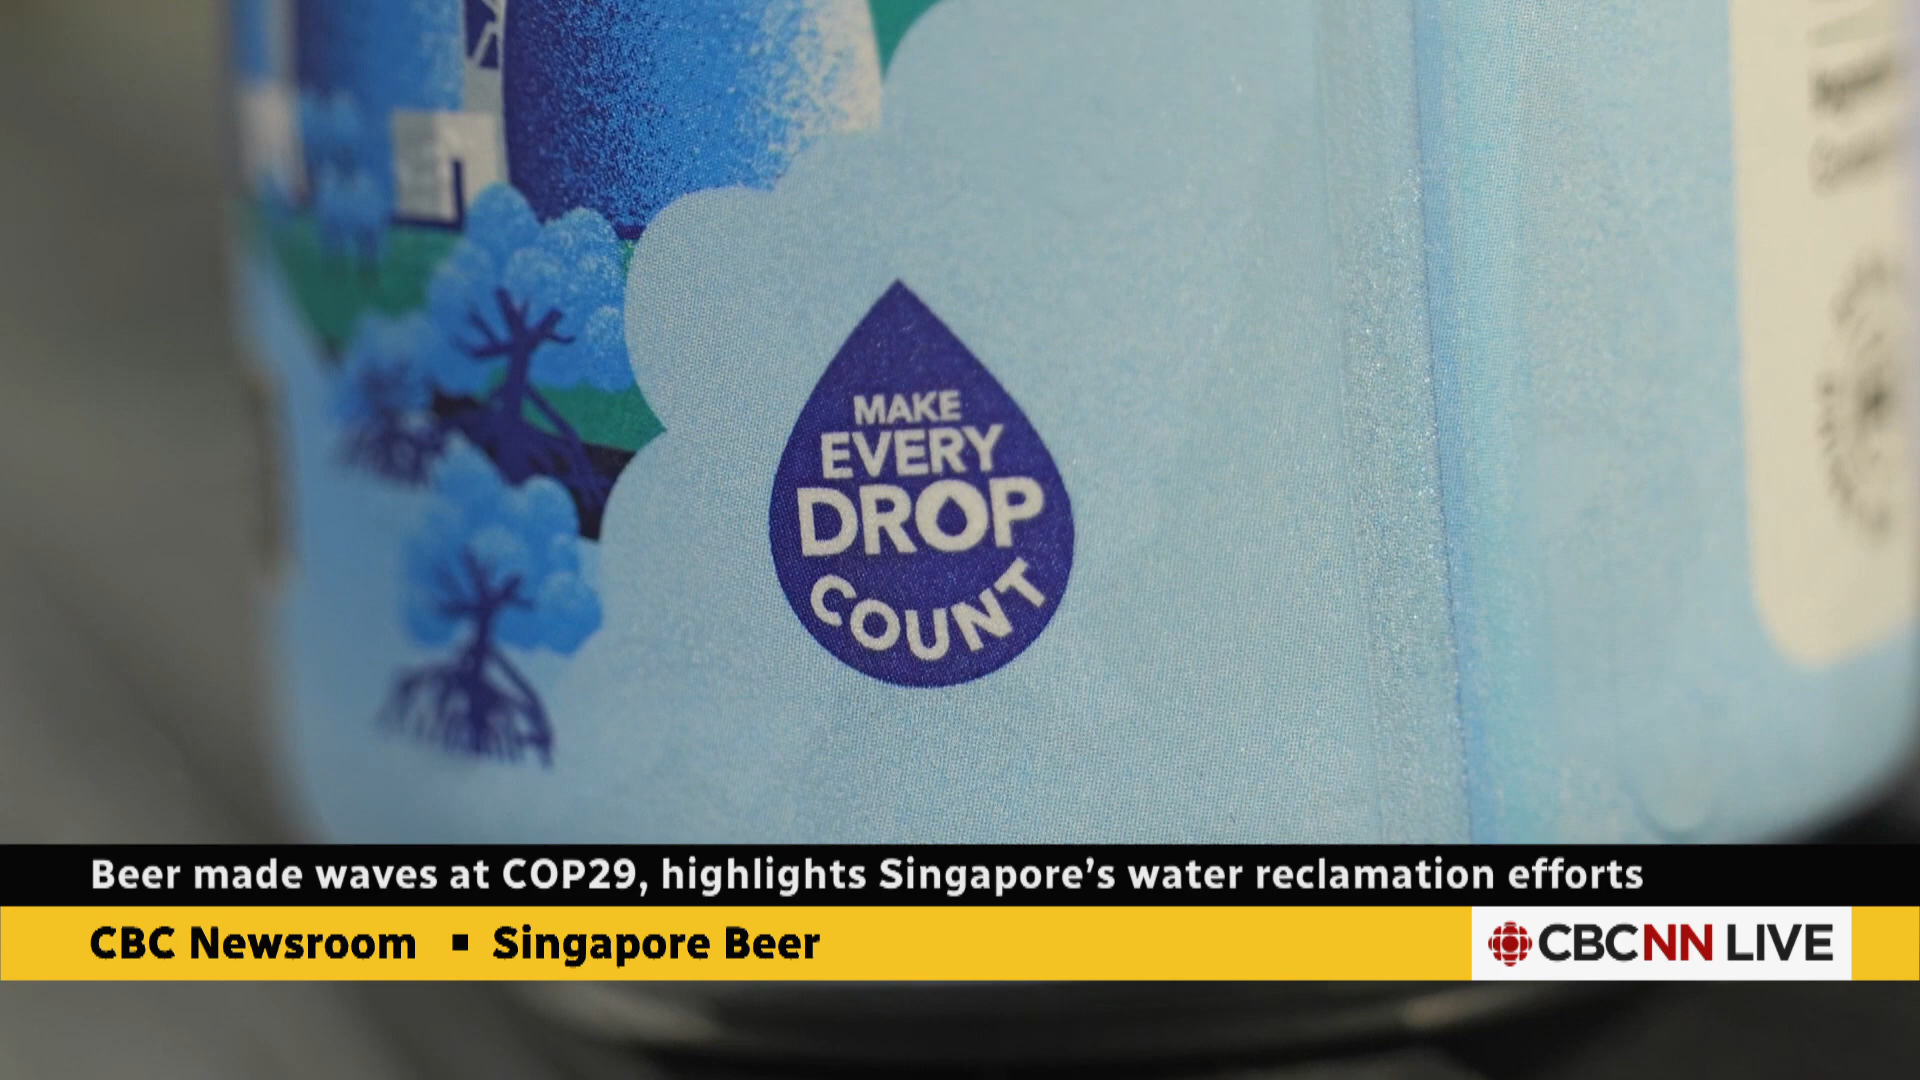 MAKE
EVERY
DROP
COUNT
Beer made waves at COP29, highlights Singapore’s water reclamation efforts
CBC Newsroom ▪ Singapore Beer
CBCNN LIVE